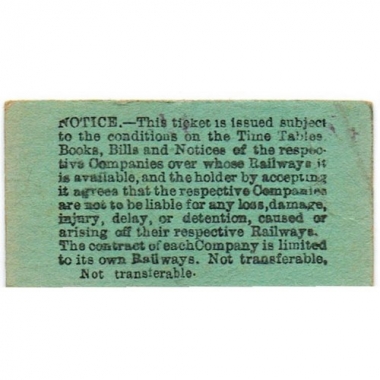 NOTICE.—This ticket is issued subject
to the conditions on the Time Tables
Books, Bills and Notices of the respec-
tive Companies over whose Railways it
is available, and the holder by accepting
it agrees that the respective Companies
are not to be liable for any loss, damage,
injury, delay, or detention, caused or
arising off their respective Railways.
The contract of each Company is limited
to its own Railways. Not transferable,
Not transferable.